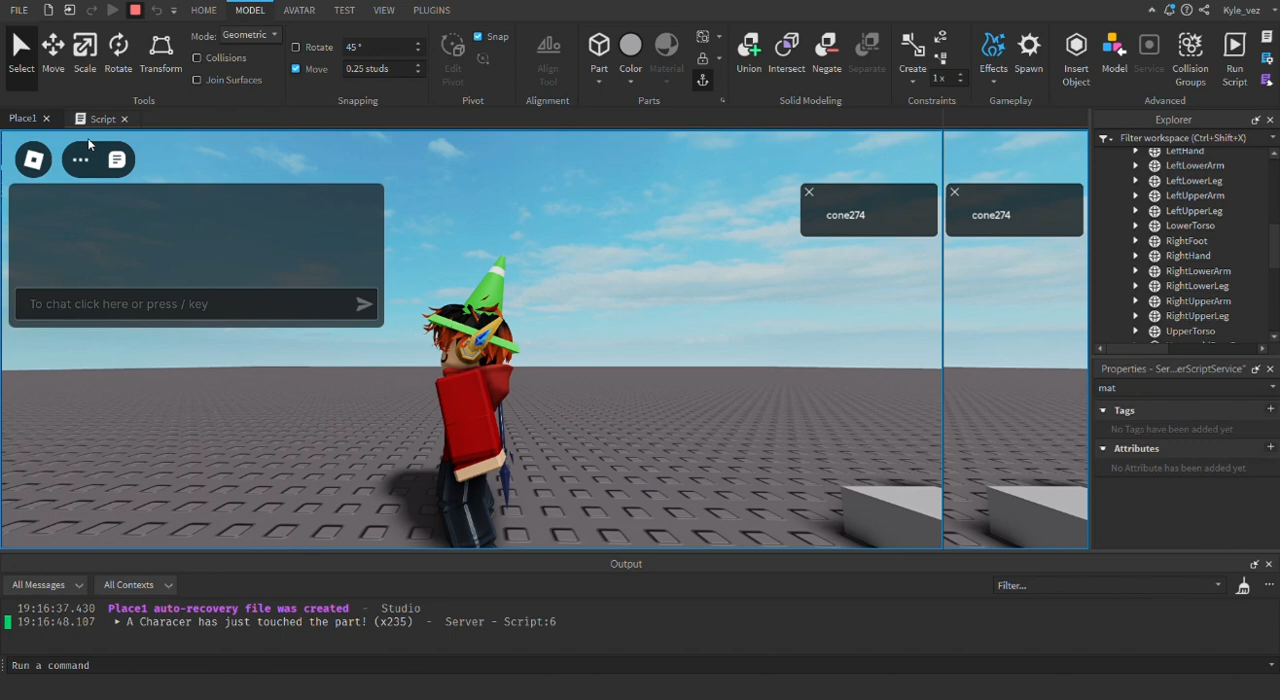 FILE HOME MODEL AVATAR TEST VIEW PLUGINS Kyle_vez
Mode: Geometric
Collisions
Join Surfaces
Select Move Scale Rotate Transform
Tools
Rotate 45°
Move 0.25 studs
Snapping
Edit Pivot
Snap
Pivot
Align Tool
Alignment
Part Color Material
Parts
Union Intersect Negate Separate
Solid Modeling
Create 1 x
Constraints
Effects Spawn
Gameplay
Insert Object Model Service Collision Groups Run Script
Advanced
Place1 Script
To chat click here or press / key
cone274 cone274
Explorer
Filter workspace (Ctrl+Shift+X)
LeftHand
LeftLowerArm
LeftLowerLeg
LeftUpperArm
LeftUpperLeg
LowerTorso
RightFoot
RightHand
RightLowerArm
RightLowerLeg
RightUpperArm
RightUpperLeg
UpperTorso
Properties - Ser...erScriptService"
mat
Tags
No Tags have been added yet
Attributes
No Attribute has been added yet
Output
All Messages All Contexts Filter...
19:16:37.430 Place1 auto-recovery file was created - Studio
19:16:48.107 A Characer has just touched the part! (x235) - Server - Script:6
Run a command